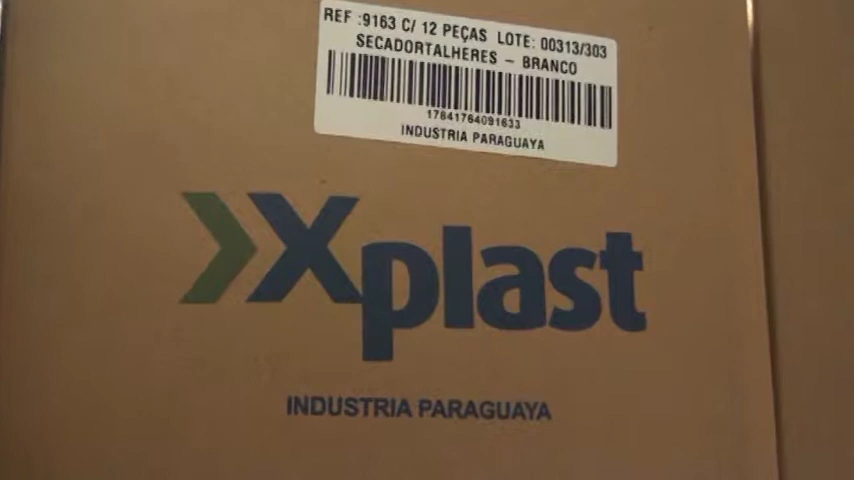 REF :9163 C/ 12 PEÇAS LOTE: 00313/303
SECADORTALHERES – BRANCO
17841764091633
INDUSTRIA PARAGUAYA
Xplast
INDUSTRIA PARAGUAYA